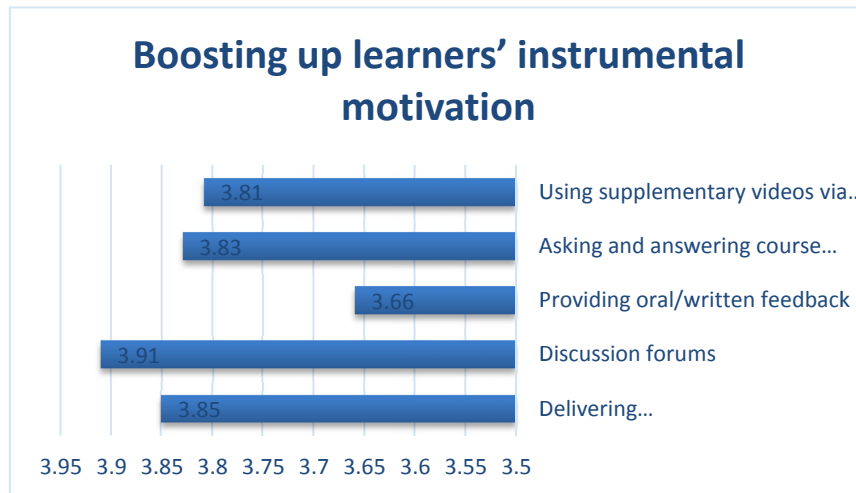 Boosting up learners’ instrumental
motivation
3.81
Using supplementary videos via…
3.83
Asking and answering course…
3.66
Providing oral/written feedback
3.91
Discussion forums
3.85
Delivering…
3.95 3.9 3.85 3.8 3.75 3.7 3.65 3.6 3.55 3.5